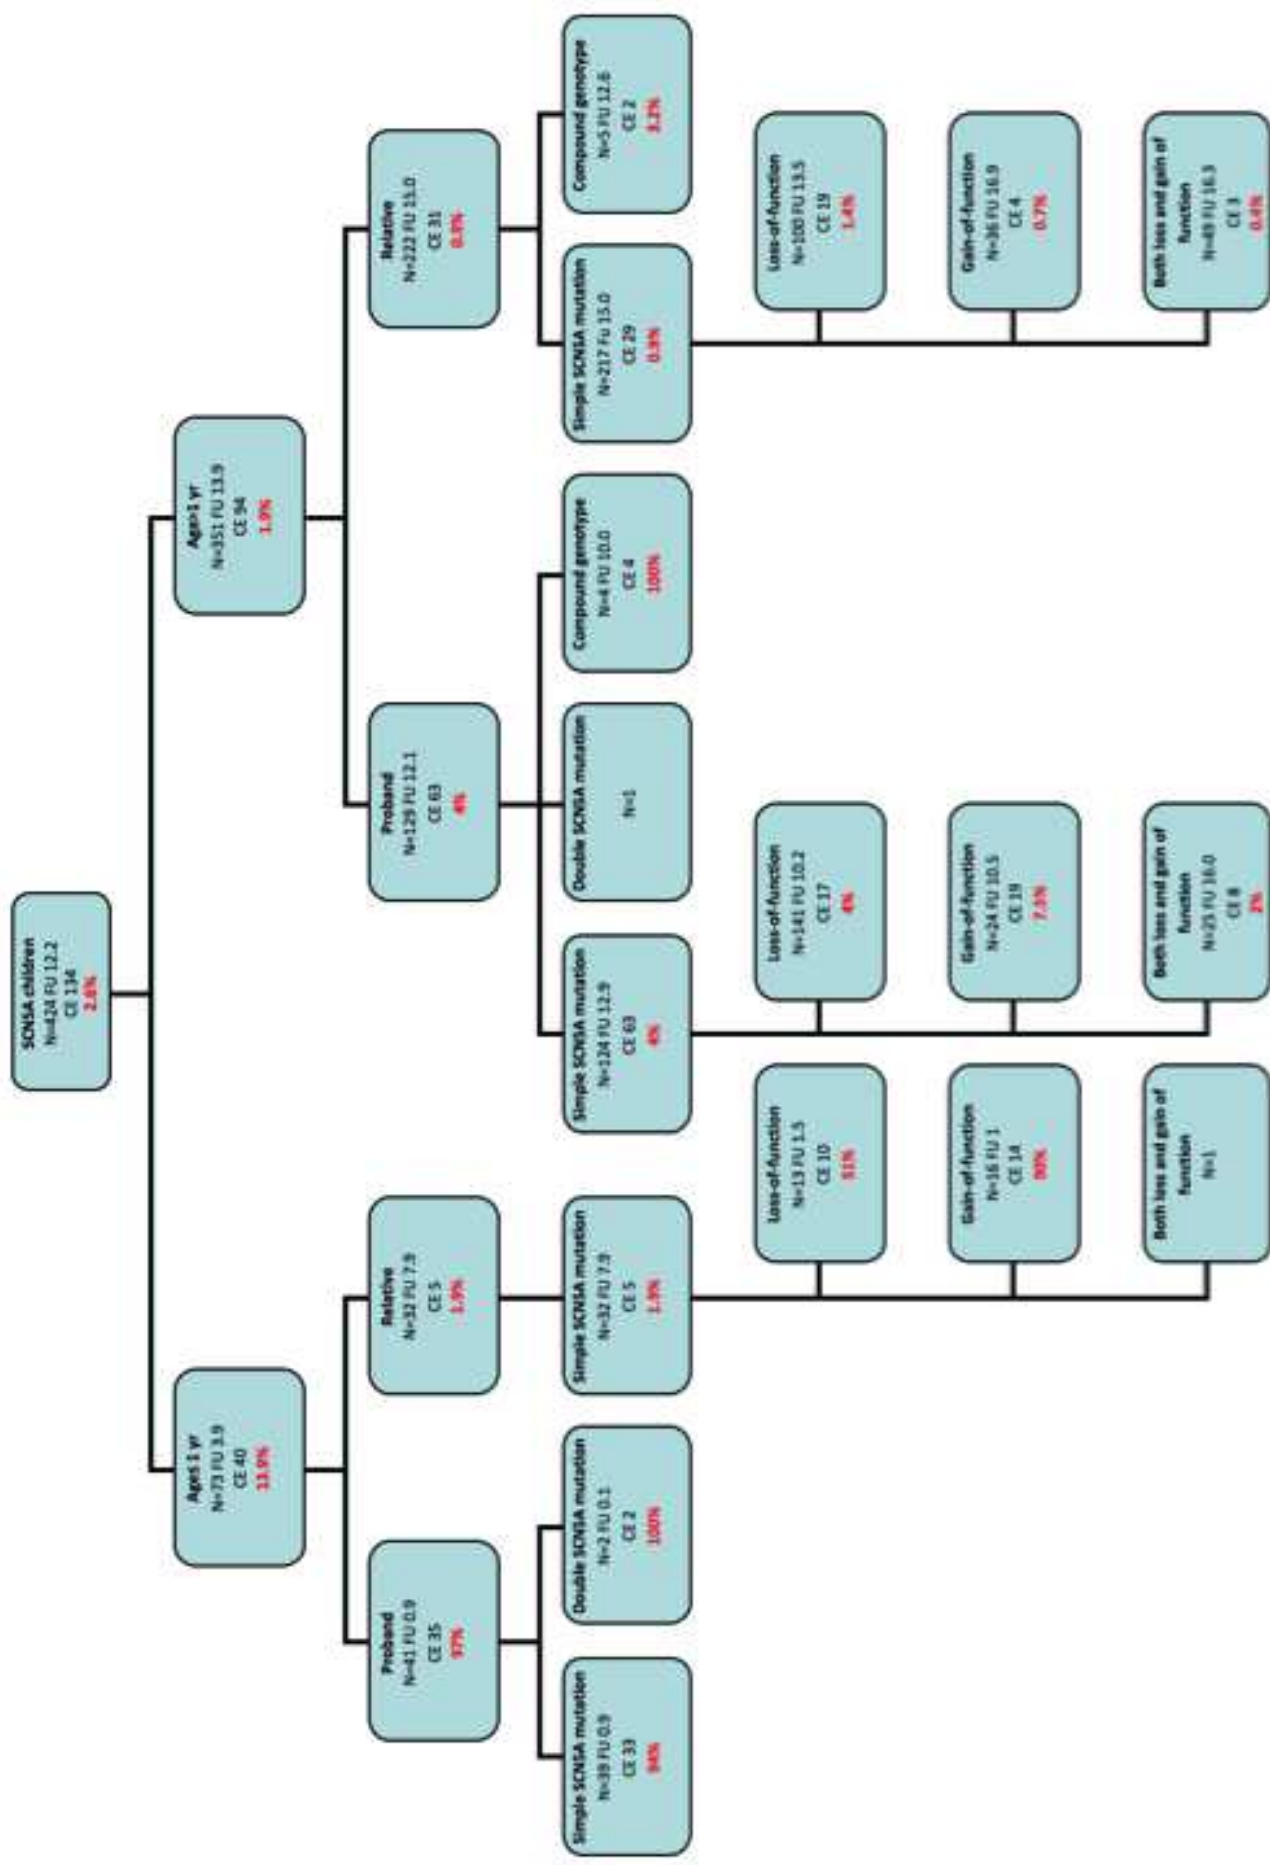 SCN5A children
N=424 FU 12.2
CE 134
2.6%
Age≤ 1 yr
N=73 FU 3.9
CE 40
13.9%
Age>1 yr
N=351 FU 13.9
CE 94
1.9%
Proband
N=41 FU 0.9
CE 35
97%
Relative
N=32 FU 7.9
CE 5
1.9%
Proband
N=129 FU 12.1
CE 63
4%
Relative
N=222 FU 15.0
CE 31
0.9%
Simple SCN5A mutation
N=39 FU 0.9
CE 33
94%
Double SCN5A mutation
N=2 FU 0.1
CE 2
100%
Simple SCN5A mutation
N=32 FU 7.9
CE 5
1.9%
Simple SCN5A mutation
N=124 FU 12.9
CE 63
4%
Double SCN5A mutation
N=1
Compound genotype
N=4 FU 10.0
CE 4
100%
Simple SCN5A mutation
N=217 Fu 15.0
CE 29
0.9%
Compound genotype
N=5 FU 12.6
CE 2
3.2%
Loss-of-function
N=13 FU 1.5
CE 10
51%
Loss-of-function
N=141 FU 10.2
CE 17
4%
Loss-of-function
N=100 FU 13.5
CE 19
1.4%
Gain-of-function
N=16 FU 1
CE 14
90%
Gain-of-function
N=24 FU 10.5
CE 19
7.5%
Gain-of-function
N=36 FU 16.9
CE 4
0.7%
Both loss and gain of
function
N=1
Both loss and gain of
function
N=25 FU 16.0
CE 8
2%
Both loss and gain of
function
N=49 FU 16.3
CE 3
0.4%